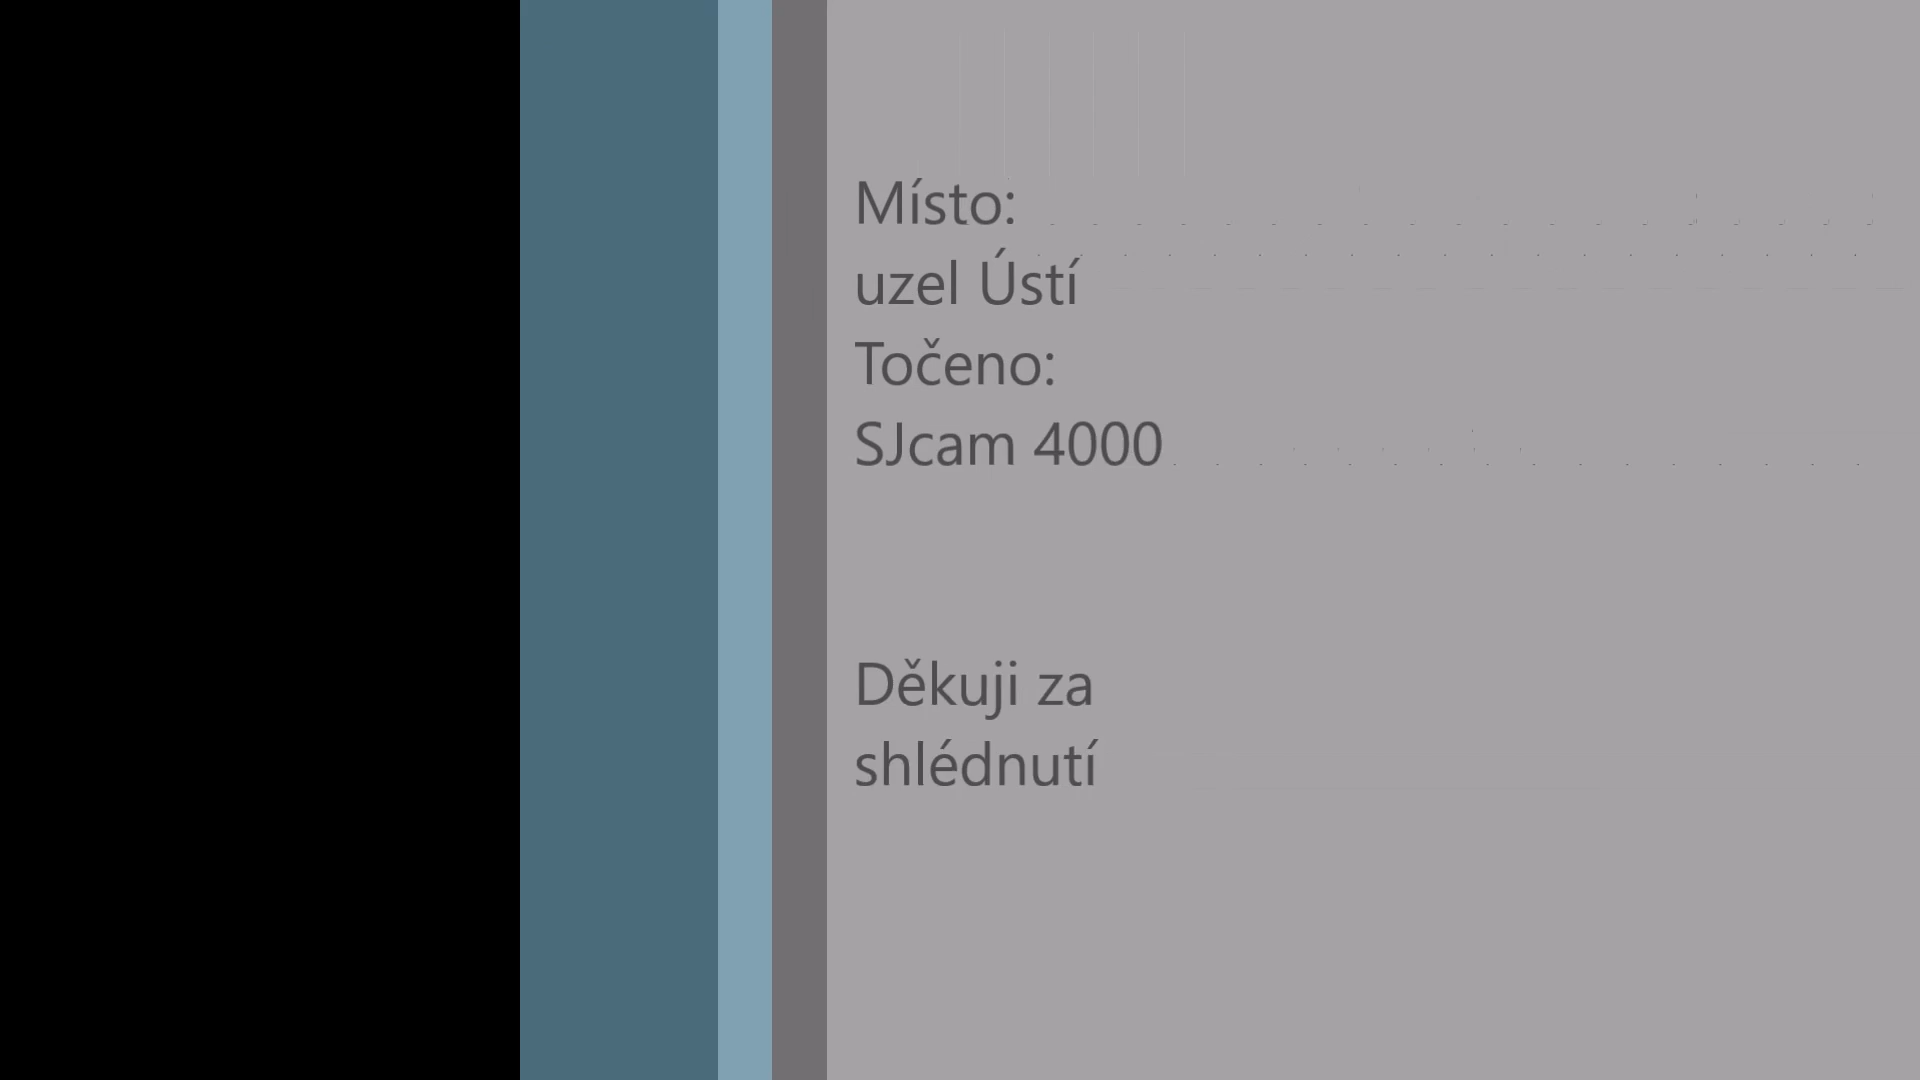 Místo:
uzel Ústí
Točeno:
SJcam 4000
Děkuji za
shlédnutí